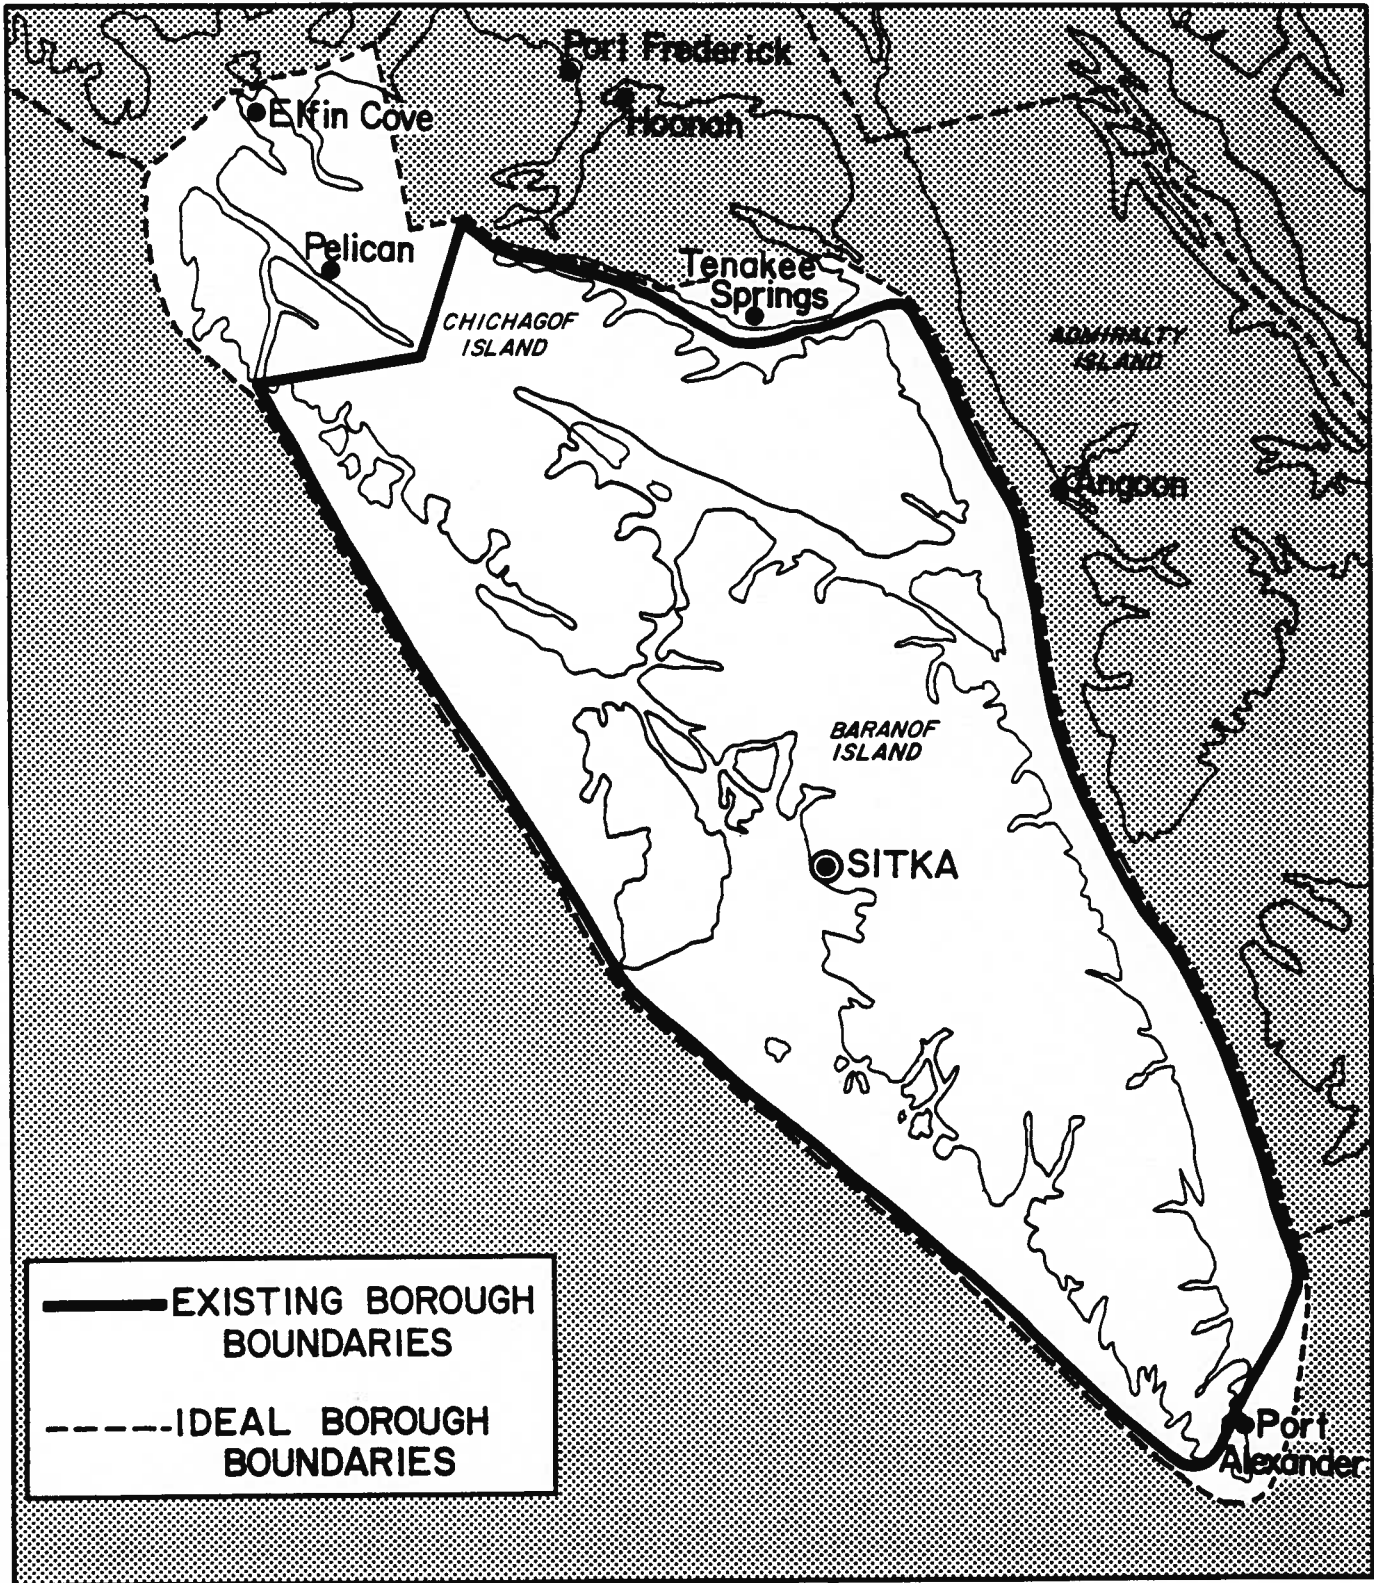 Port Frederick
Elfin Cove
Hoonah
Pelican
Tenakee
Springs
CHICHAGOF
ISLAND
ADMIRALTY
ISLAND
Angoon
BARANOF
ISLAND
SITKA
EXISTING BOROUGH
BOUNDARIES
IDEAL BOROUGH
BOUNDARIES
Port
Alexander